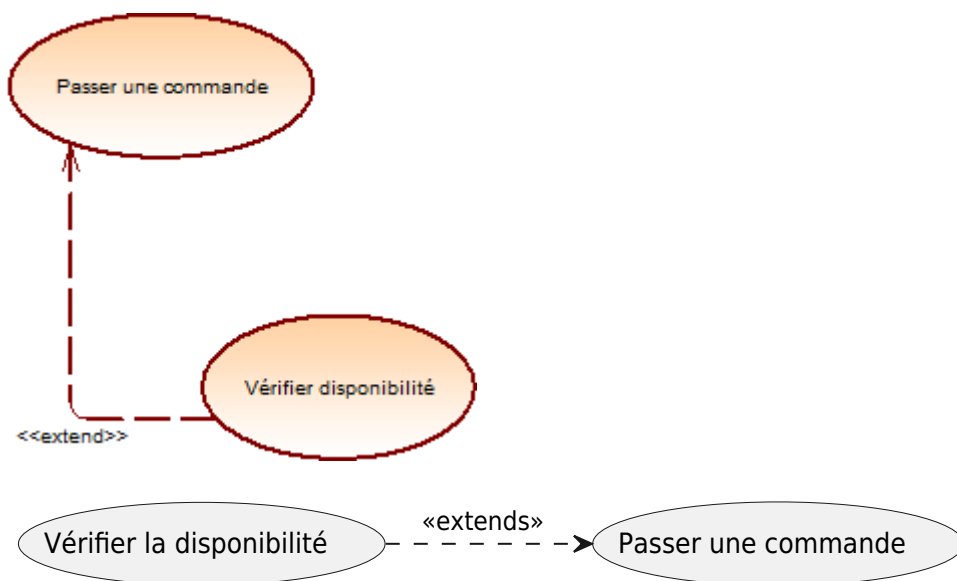 Passer une commande
Vérifier disponibilité
<<extend>>
Vérifier la disponibilité
«extends»
Passer une commande